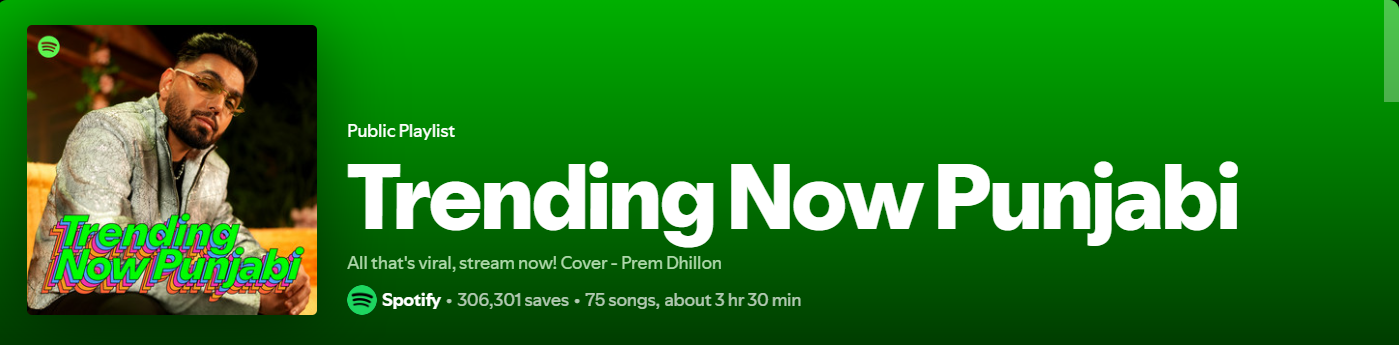 Trending
Now Punjabi
Public Playlist
Trending Now Punjabi
All that's viral, stream now! Cover - Prem Dhillon
Spotify • 306,301 saves • 75 songs, about 3 hr 30 min